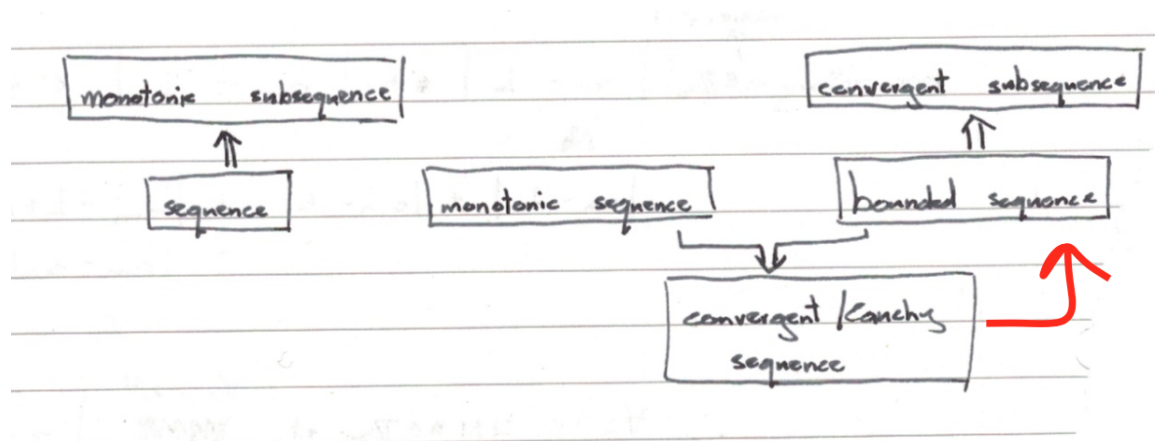 monotonic subsequence
convergent subsequence
sequence
monotonic sequence
bounded sequence
convergent/Cauchy
sequence